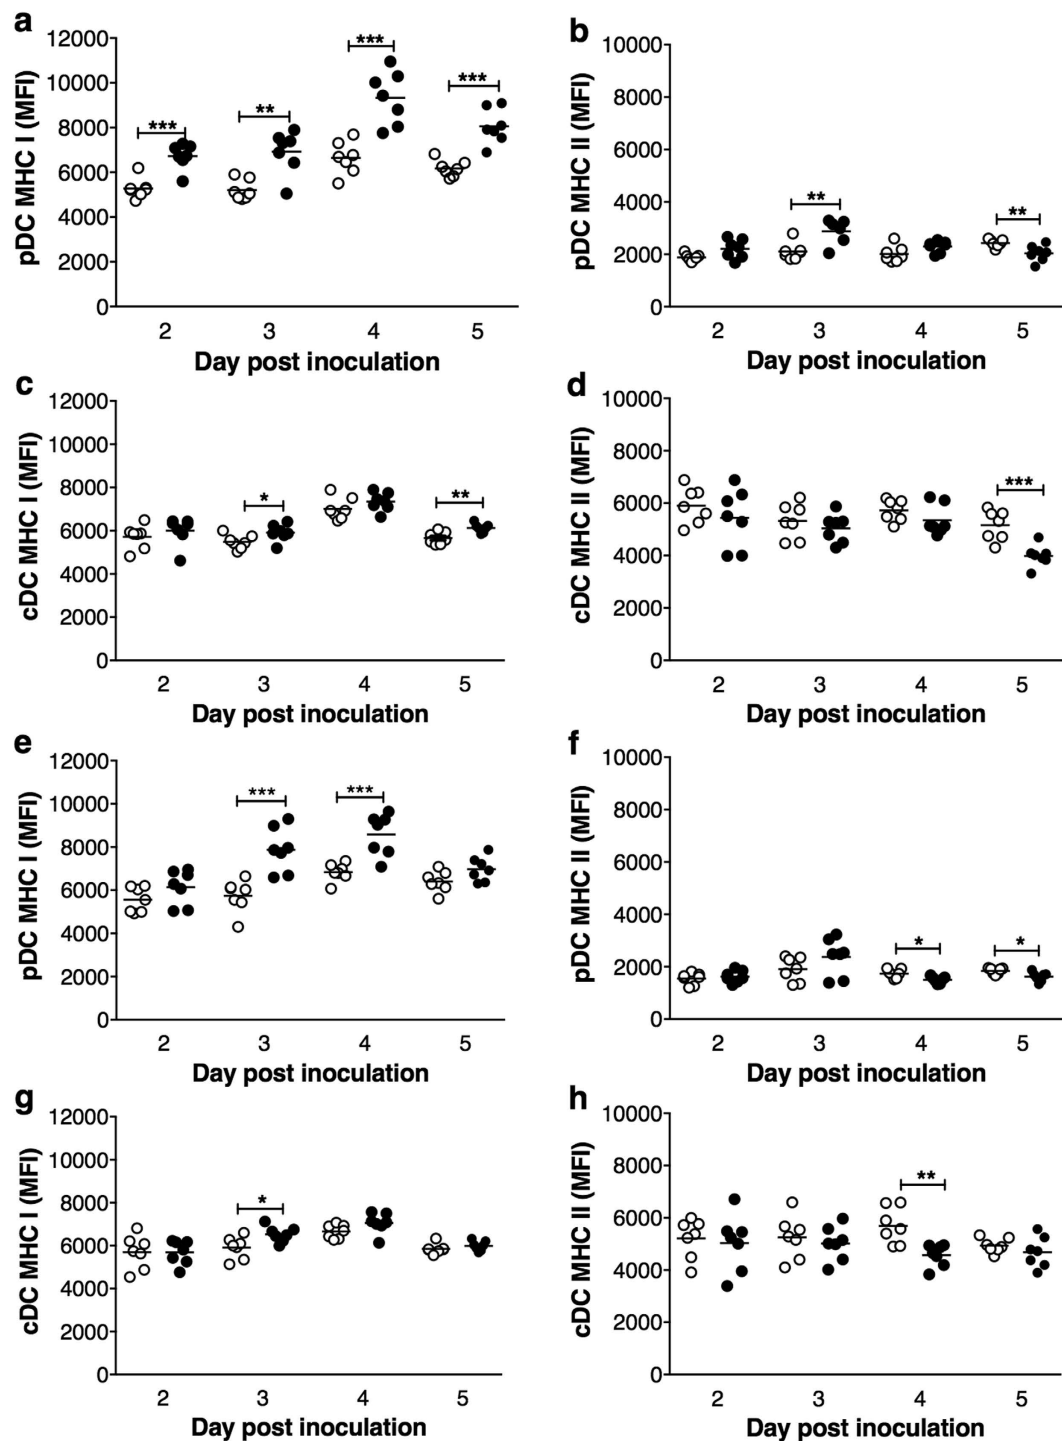 a
pDC MHC I (MFI)
12000
10000
8000
6000
4000
2000
0
***
**
***
***
2 3 4 5
Day post inoculation
b
pDC MHC II (MFI)
10000
8000
6000
4000
2000
0
**
**
2 3 4 5
Day post inoculation
c
cDC MHC I (MFI)
12000
10000
8000
6000
4000
2000
0
*
**
2 3 4 5
Day post inoculation
d
cDC MHC II (MFI)
10000
8000
6000
4000
2000
0
***
2 3 4 5
Day post inoculation
e
pDC MHC I (MFI)
12000
10000
8000
6000
4000
2000
0
***
***
2 3 4 5
Day post inoculation
f
pDC MHC II (MFI)
10000
8000
6000
4000
2000
0
*
*
2 3 4 5
Day post inoculation
g
cDC MHC I (MFI)
12000
10000
8000
6000
4000
2000
0
*
2 3 4 5
Day post inoculation
h
cDC MHC II (MFI)
10000
8000
6000
4000
2000
0
**
2 3 4 5
Day post inoculation